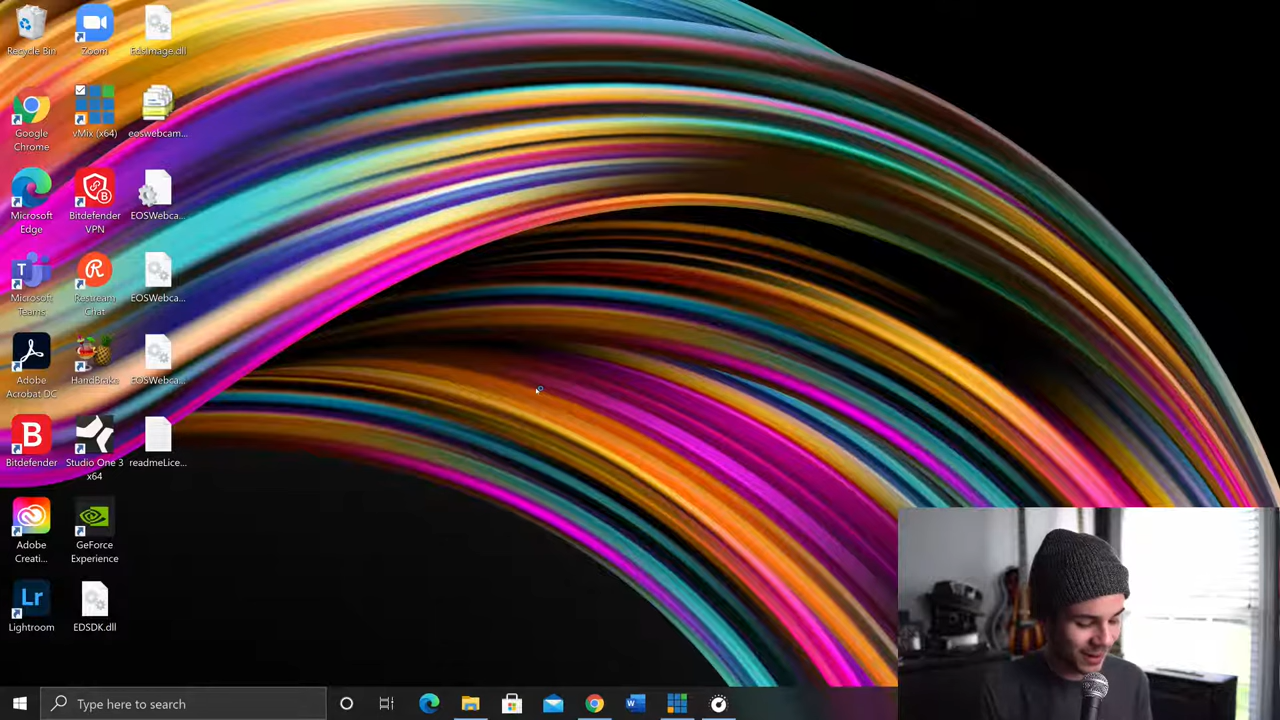 Recycle Bin
Zoom
EdsImage.dll
Google
Chrome
vMix (x64)
eoswebcam...
Microsoft
Edge
Bitdefender
VPN
EOSWebca...
Microsoft
Teams
Restream
Chat
EOSWebca...
Adobe
Acrobat DC
HandBrake
EOSWebca...
Bitdefender
Studio One 3
x64
readmeLice...
Adobe
Creati...
GeForce
Experience
Lightroom
EDSDK.dll
Type here to search